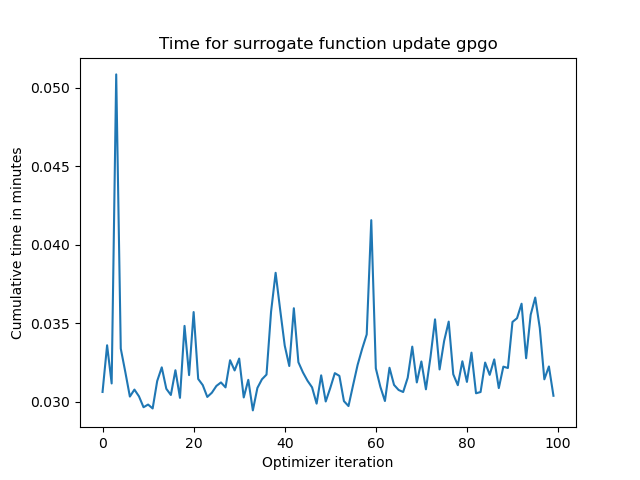 Time for surrogate function update gpgo
0.050
0.045
0.040
0.035
0.030
Cumulative time in minutes
0 20 40 60 80 100
Optimizer iteration